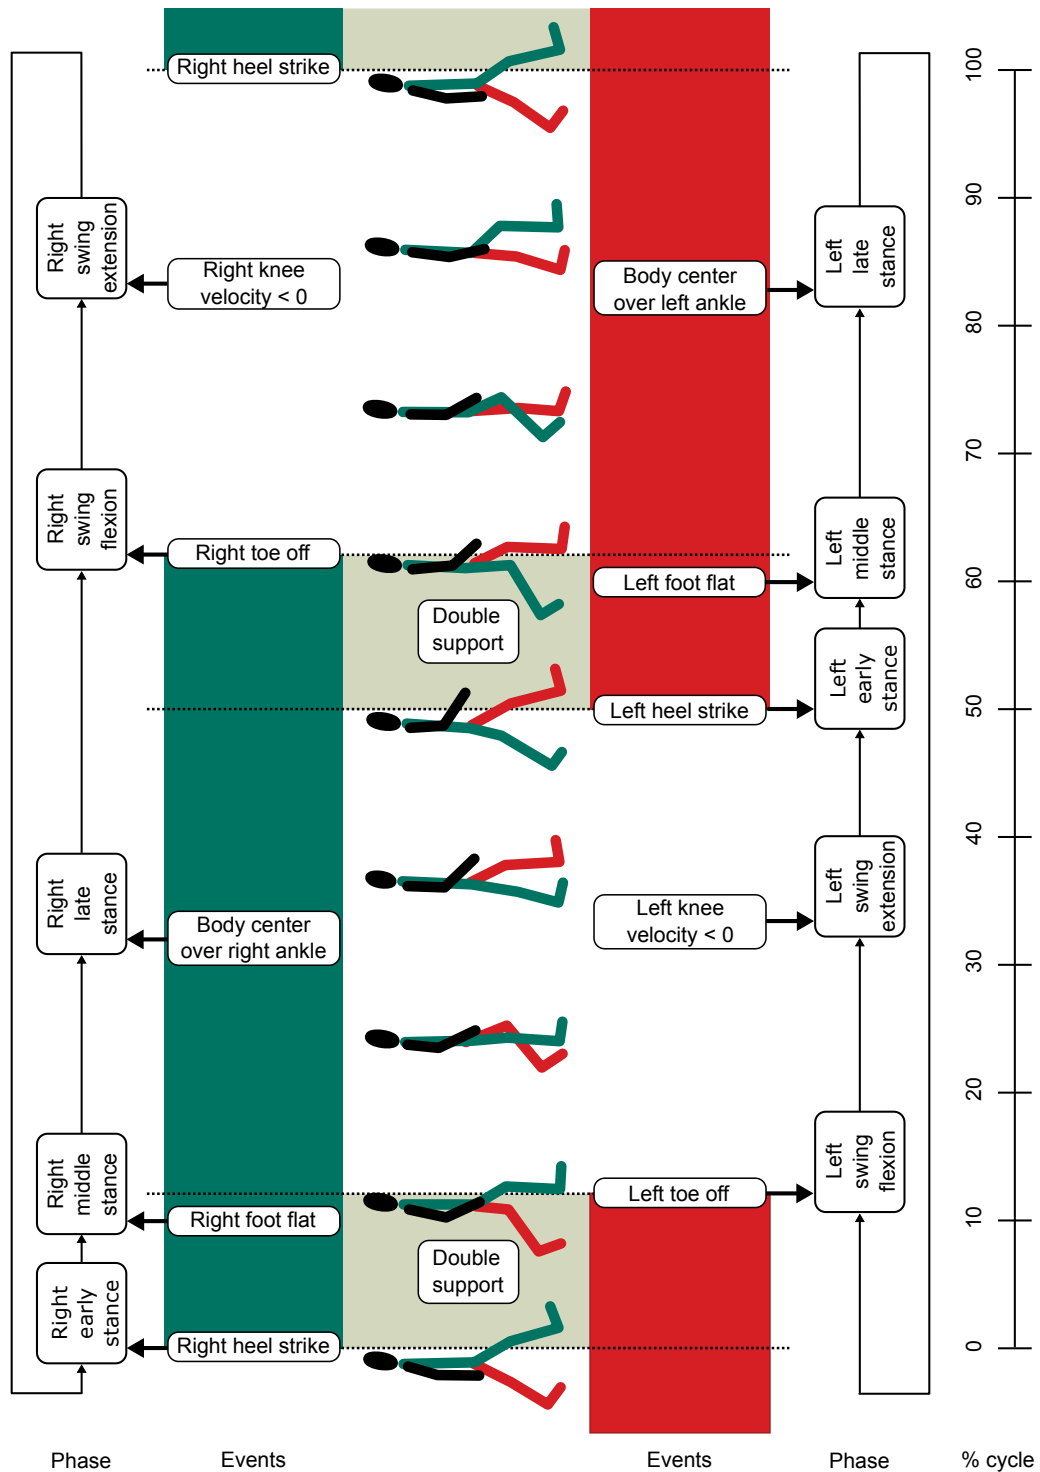 Right heel strike
100
90
Right
swing
extension
Right knee
velocity < 0
Body center
over left ankle
Left
late
stance
80
70
Right
swing
flexion
Right toe off
Left foot flat
Left
middle
stance
60
Double
support
Left
early
stance
Left heel strike
50
40
Right
late
stance
Body center
over right ankle
Left knee
velocity < 0
Left
swing
extension
30
20
Right
middle
stance
Left toe off
Left
swing
flexion
Right foot flat
10
Double
support
Right
early
stance
Right heel strike
0
Phase
Events
Events
Phase
% cycle